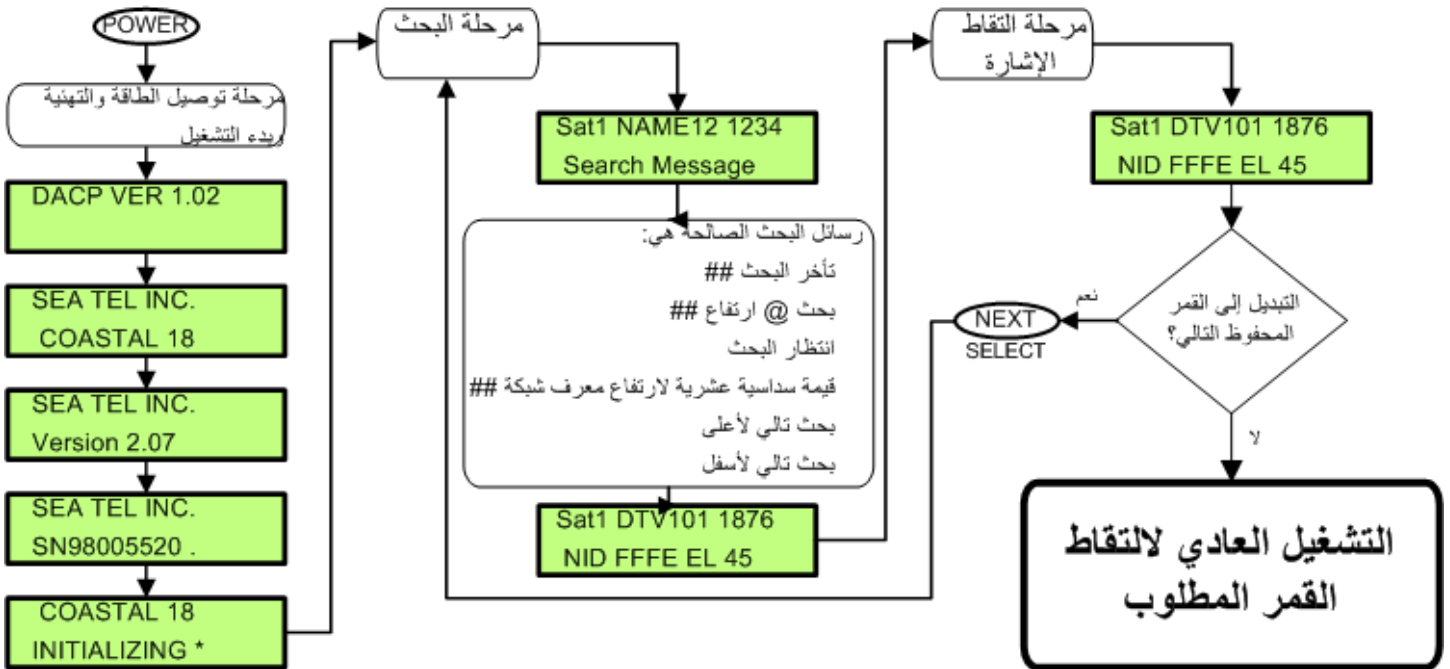 POWER
مرحلة توصيل الطاقة والتهئية
وبدء التشغيل
DACP VER 1.02
SEA TEL INC.
COASTAL 18
SEA TEL INC.
Version 2.07
SEA TEL INC.
SN98005520 .
COASTAL 18
INITIALIZING *
مرحلة البحث
Sat1 NAME12 1234
Search Message
رسائل البحث الصالحة هي:
تأخر البحث ##
بحث @ ارتفاع ##
انتظار البحث
قيمة سداسية عشرية لارتفاع معرف شبكة ##
بحث تالي لأعلى
بحث تالي لأسفل
Sat1 DTV101 1876
NID FFFE EL 45
مرحلة التقاط
الإشارة
Sat1 DTV101 1876
NID FFFE EL 45
التبديل إلى القمر
المحفوظ التالي؟
نعم
NEXT
SELECT
لا
التشغيل العادي لالتقاط
القمر المطلوب